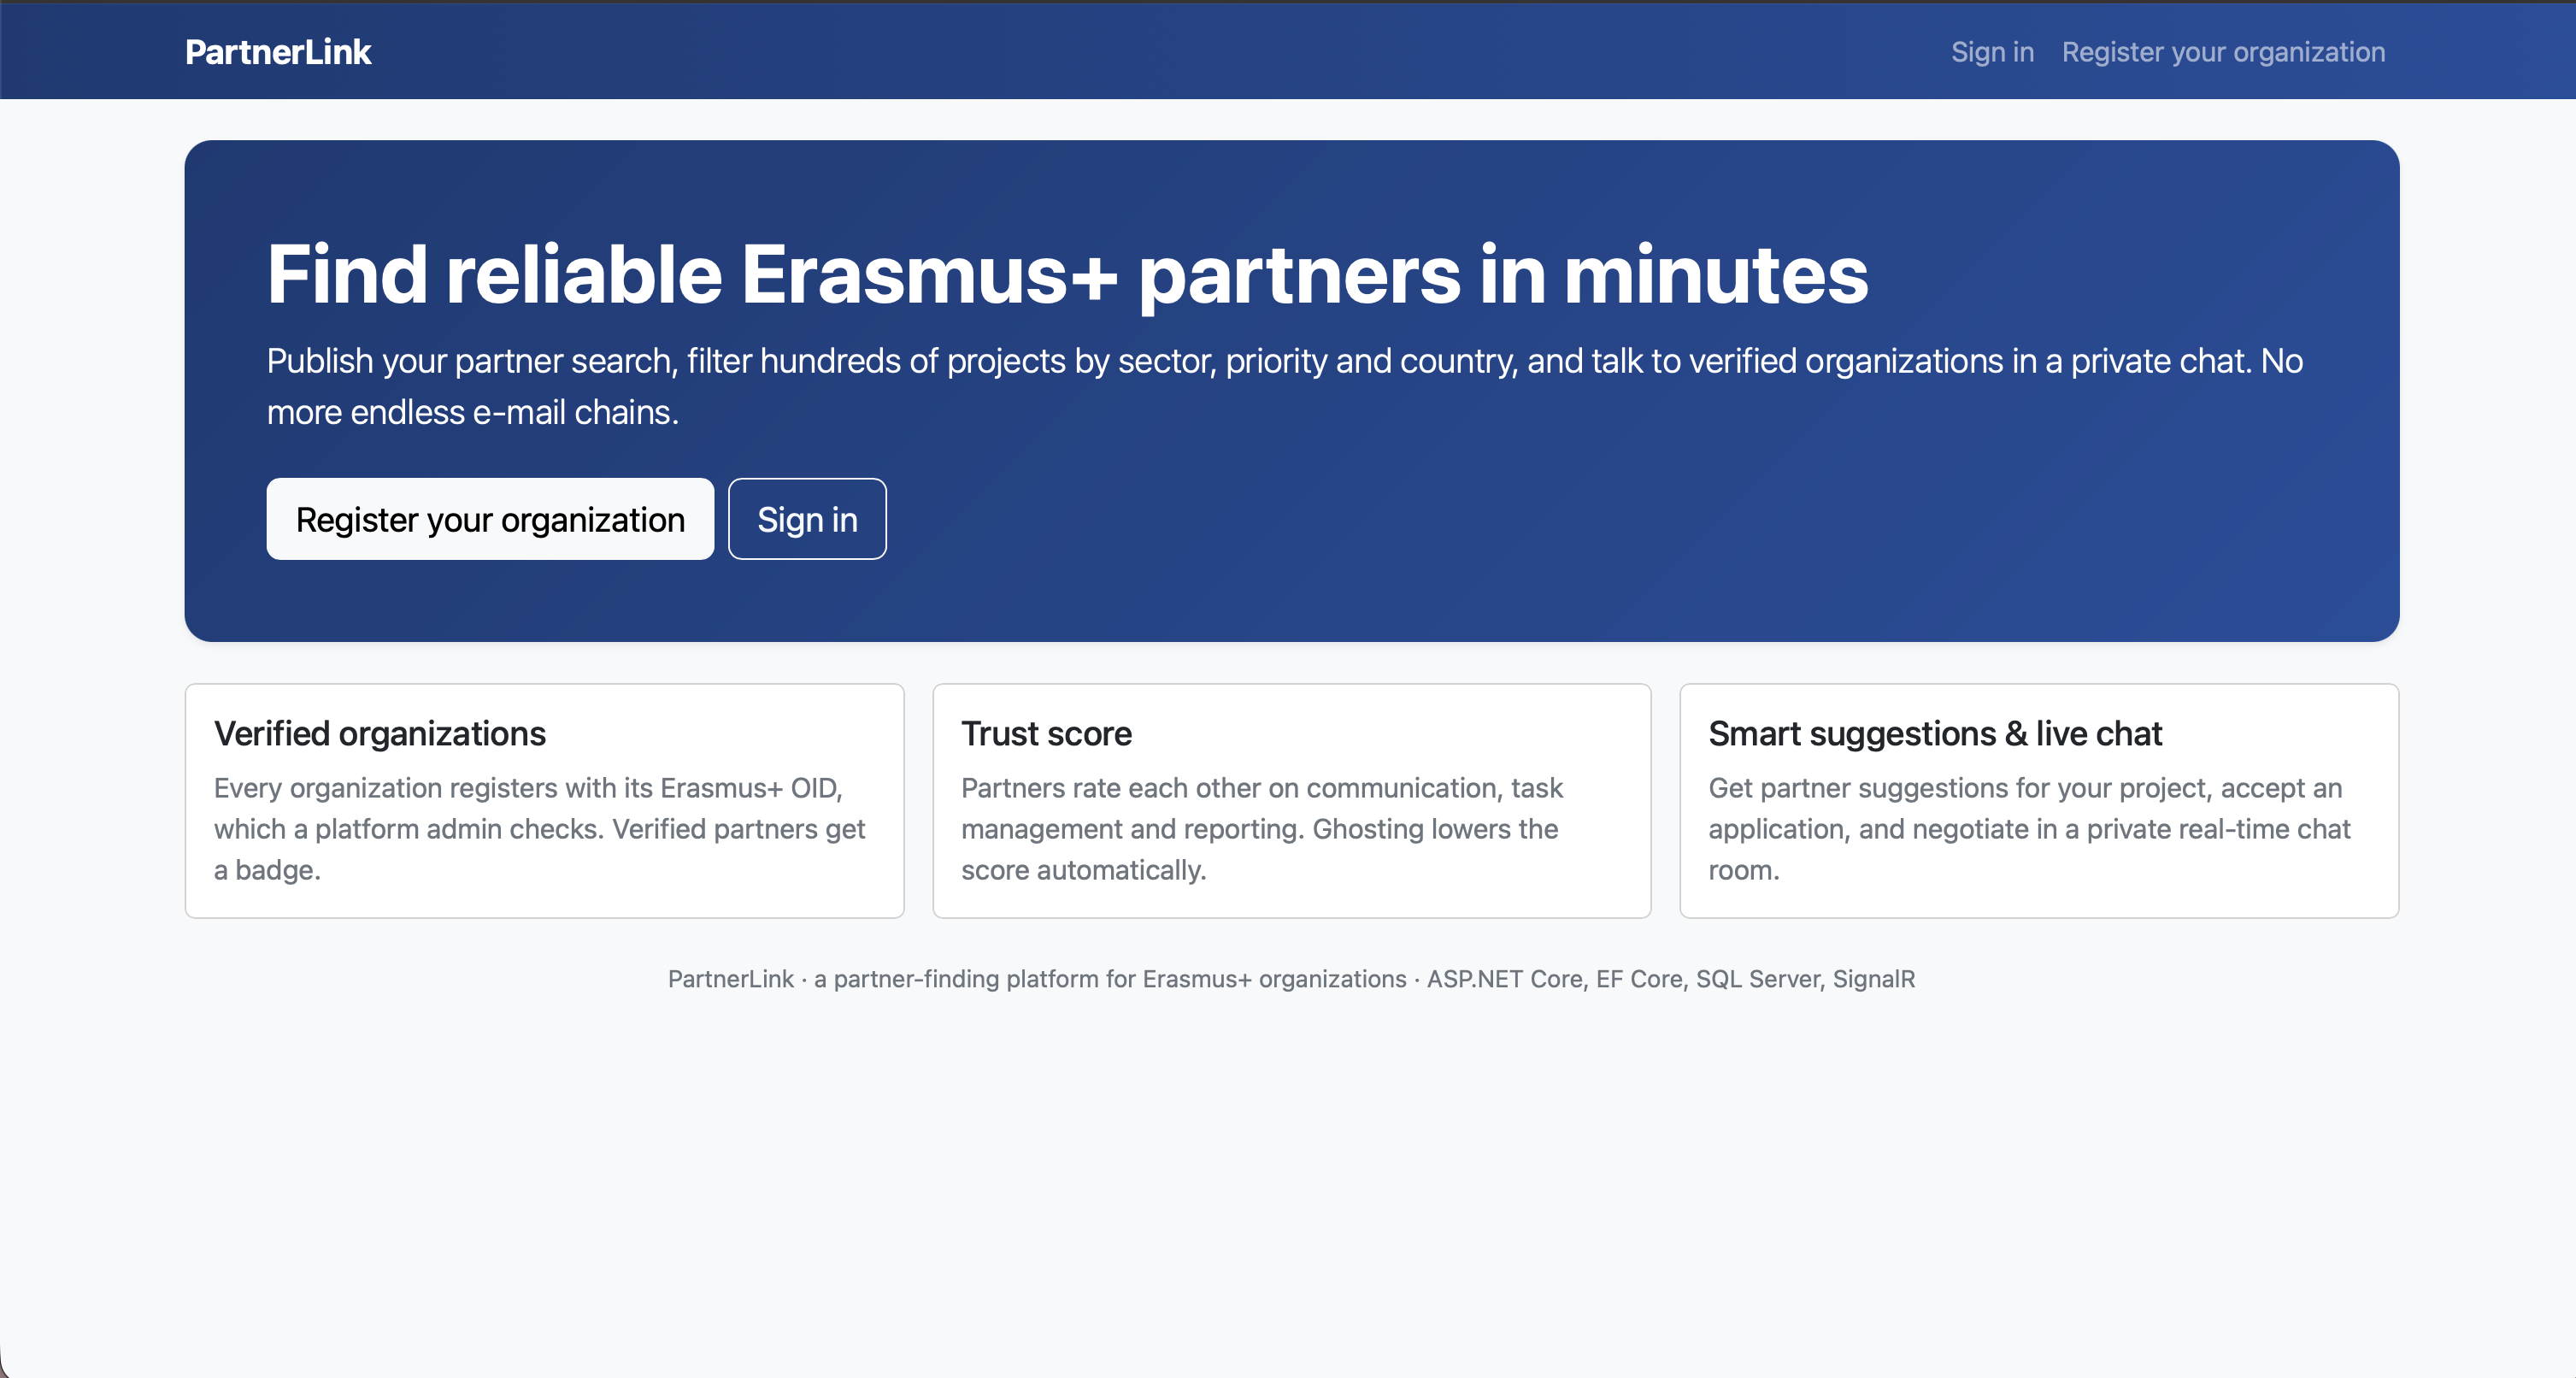 PartnerLink
Sign in
Register your organization
Find reliable Erasmus+ partners in minutes
Publish your partner search, filter hundreds of projects by sector, priority and country, and talk to verified organizations in a private chat. No
more endless e-mail chains.
Register your organization
Sign in
Verified organizations
Every organization registers with its Erasmus+ OID,
which a platform admin checks. Verified partners get
a badge.
Trust score
Partners rate each other on communication, task
management and reporting. Ghosting lowers the
score automatically.
Smart suggestions & live chat
Get partner suggestions for your project, accept an
application, and negotiate in a private real-time chat
room.
PartnerLink · a partner-finding platform for Erasmus+ organizations · ASP.NET Core, EF Core, SQL Server, SignalR